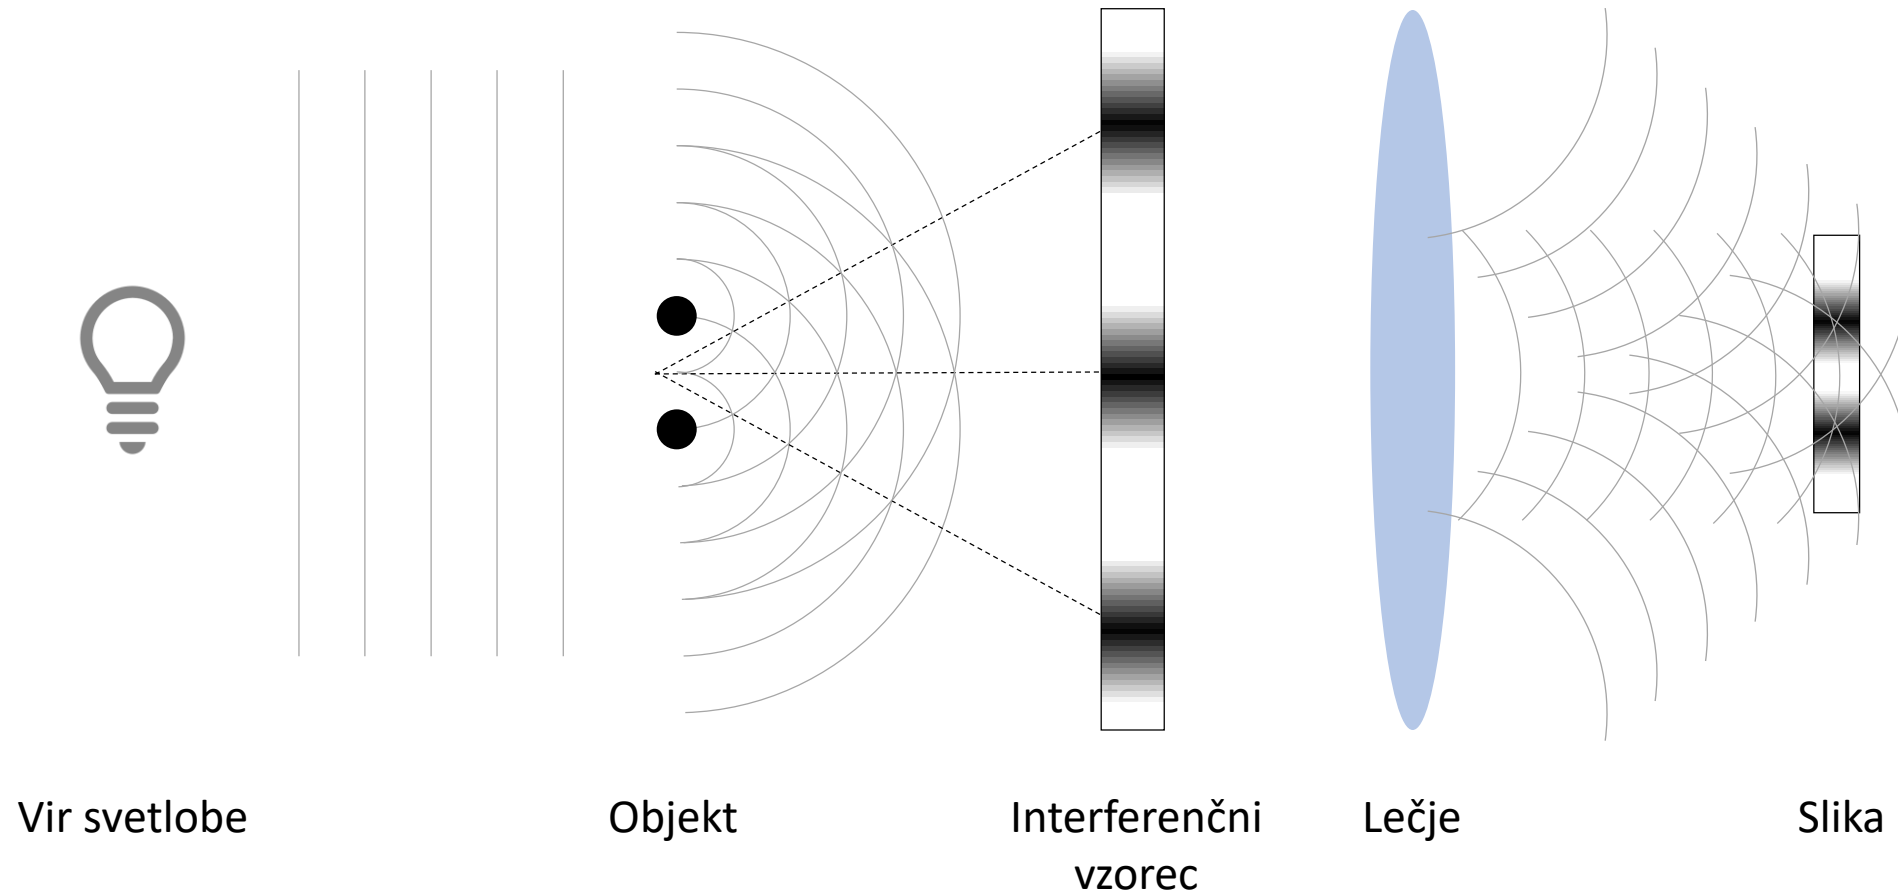 Vir svetlobe
Objekt
Interferenčni
vzorec
Lečje
Slika